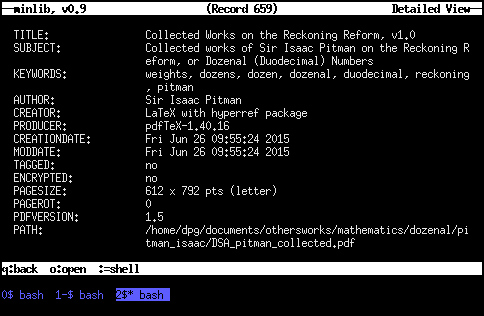 minlib, v0.9 (Record 659) Detailed View
TITLE: Collected Works on the Reckoning Reform, v1.0
SUBJECT: Collected works of Sir Isaac Pitman on the Reckoning R
eform, or Dozenal (Duodecimal) Numbers
KEYWORDS: weights, dozens, dozen, dozenal, duodecimal, reckoning
, pitman
AUTHOR: Sir Isaac Pitman
CREATOR: LaTeX with hyperref package
PRODUCER: pdfTeX-1.40.16
CREATIONDATE: Fri Jun 26 09:55:24 2015
MODDATE: Fri Jun 26 09:55:24 2015
TAGGED: no
ENCRYPTED: no
PAGESIZE: 612 x 792 pts (letter)
PAGEROT: 0
PDFVERSION: 1.5
PATH: /home/dpg/documents/othersworks/mathematics/dozenal/pi
tman_isaac/DSA_pitman_collected.pdf
q:back o:open :=shell
0$ bash 1-$ bash 2$* bash